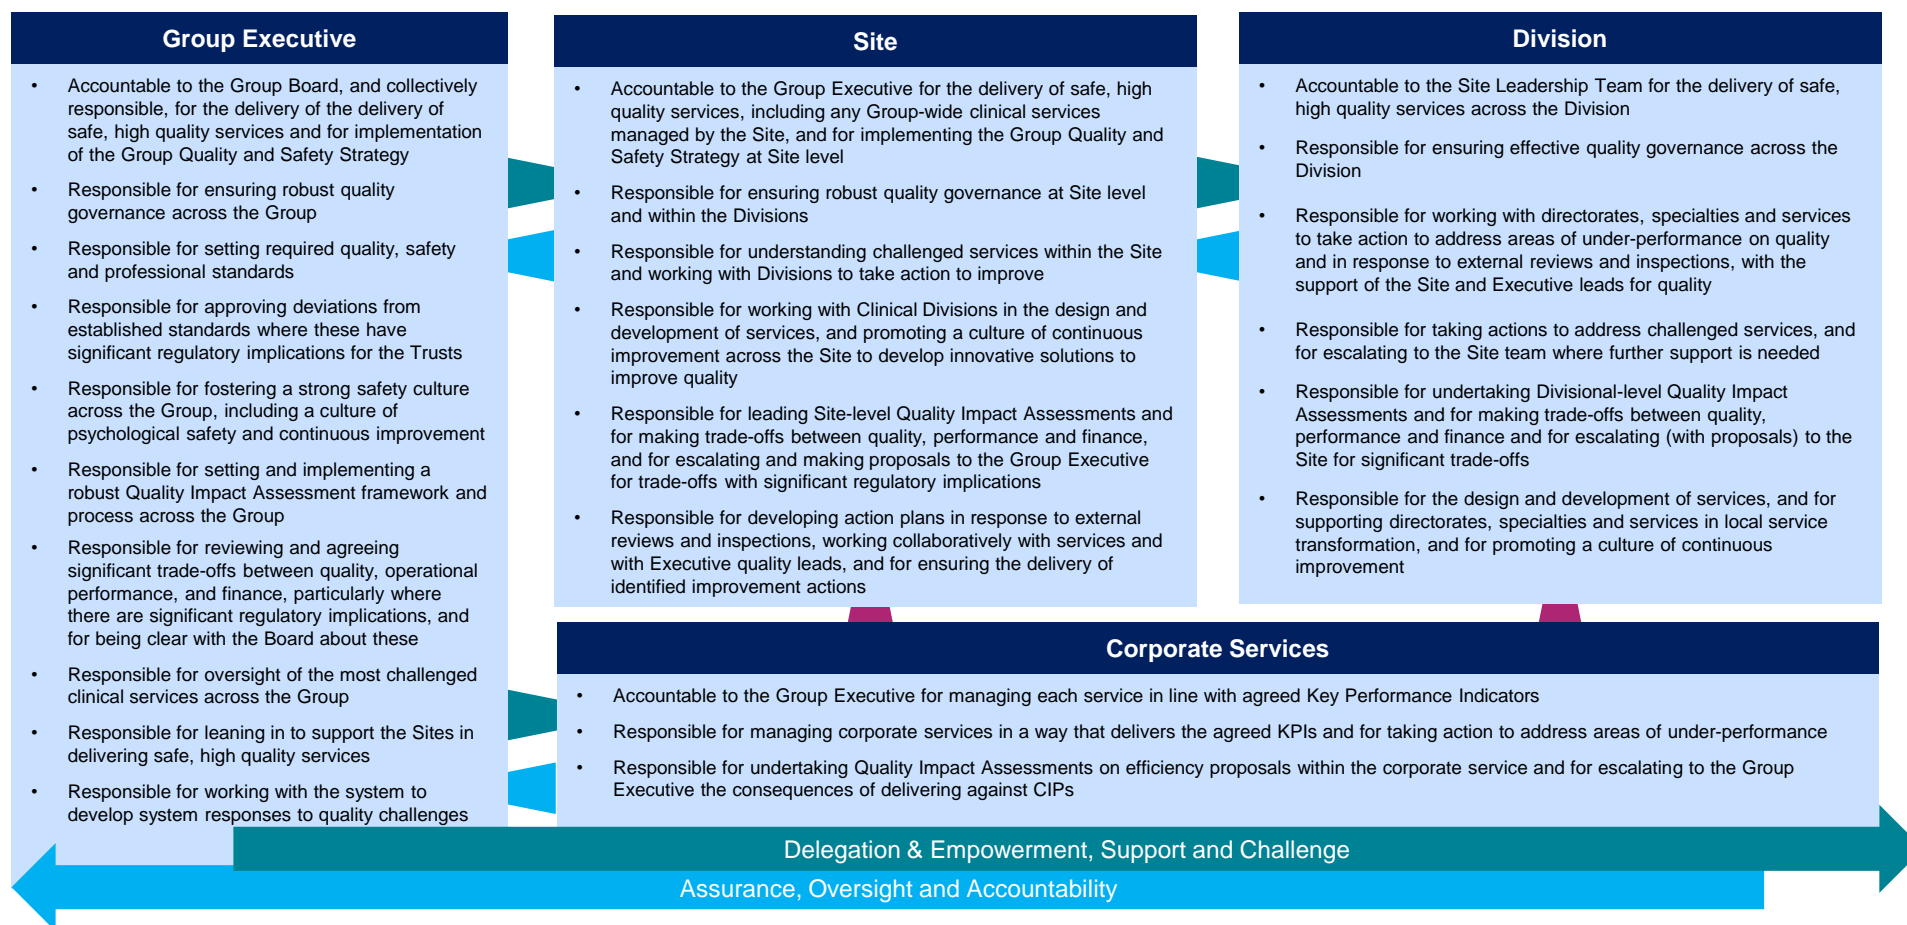 Group Executive
• Accountable to the Group Board, and collectively
responsible, for the delivery of the delivery of
safe, high quality services and for implementation
of the Group Quality and Safety Strategy
• Responsible for ensuring robust quality
governance across the Group
• Responsible for setting required quality, safety
and professional standards
• Responsible for approving deviations from
established standards where these have
significant regulatory implications for the Trusts
• Responsible for fostering a strong safety culture
across the Group, including a culture of
psychological safety and continuous improvement
• Responsible for setting and implementing a
robust Quality Impact Assessment framework and
process across the Group
• Responsible for reviewing and agreeing
significant trade-offs between quality, operational
performance, and finance, particularly where
there are significant regulatory implications, and
for being clear with the Board about these
• Responsible for oversight of the most challenged
clinical services across the Group
• Responsible for leaning in to support the Sites in
delivering safe, high quality services
• Responsible for working with the system to
develop system responses to quality challenges
Site
• Accountable to the Group Executive for the delivery of safe, high
quality services, including any Group-wide clinical services
managed by the Site, and for implementing the Group Quality and
Safety Strategy at Site level
• Responsible for ensuring robust quality governance at Site level
and within the Divisions
• Responsible for understanding challenged services within the Site
and working with Divisions to take action to improve
• Responsible for working with Clinical Divisions in the design and
development of services, and promoting a culture of continuous
improvement across the Site to develop innovative solutions to
improve quality
• Responsible for leading Site-level Quality Impact Assessments and
for making trade-offs between quality, performance and finance,
and for escalating and making proposals to the Group Executive
for trade-offs with significant regulatory implications
• Responsible for developing action plans in response to external
reviews and inspections, working collaboratively with services and
with Executive quality leads, and for ensuring the delivery of
identified improvement actions
Division
• Accountable to the Site Leadership Team for the delivery of safe,
high quality services across the Division
• Responsible for ensuring effective quality governance across the
Division
• Responsible for working with directorates, specialties and services
to take action to address areas of under-performance on quality
and in response to external reviews and inspections, with the
support of the Site and Executive leads for quality
• Responsible for taking actions to address challenged services, and
for escalating to the Site team where further support is needed
• Responsible for undertaking Divisional-level Quality Impact
Assessments and for making trade-offs between quality,
performance and finance and for escalating (with proposals) to the
Site for significant trade-offs
• Responsible for the design and development of services, and for
supporting directorates, specialties and services in local service
transformation, and for promoting a culture of continuous
improvement
Corporate Services
• Accountable to the Group Executive for managing each service in line with agreed Key Performance Indicators
• Responsible for managing corporate services in a way that delivers the agreed KPIs and for taking action to address areas of under-performance
• Responsible for undertaking Quality Impact Assessments on efficiency proposals within the corporate service and for escalating to the Group
Executive the consequences of delivering against CIPs
Delegation & Empowerment, Support and Challenge
Assurance, Oversight and Accountability